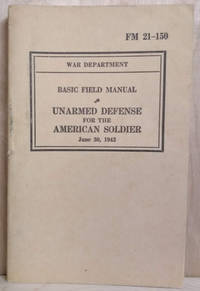 FM 21-150
WAR DEPARTMENT
BASIC FIELD MANUAL
UNARMED DEFENSE
FOR THE
AMERICAN SOLDIER
June 30, 1942